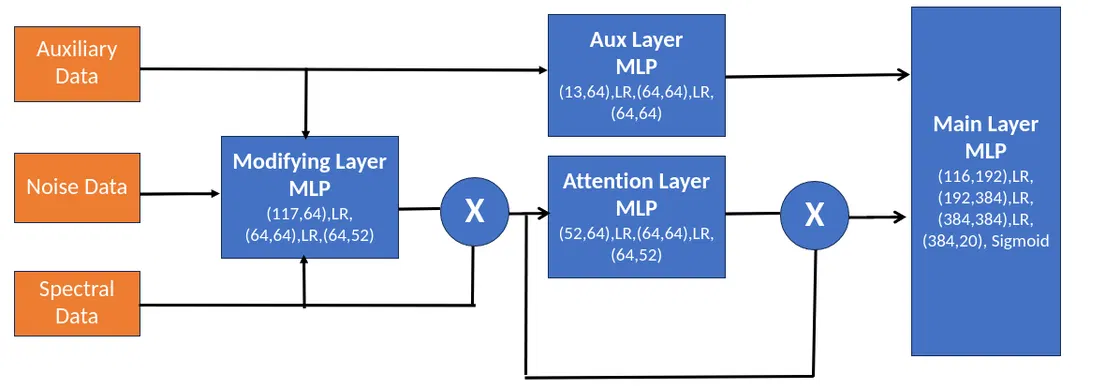 Auxiliary
Data
Noise Data
Spectral
Data
Modifying Layer
MLP
(117,64),LR,
(64,64),LR,(64,52)
X
Aux Layer
MLP
(13,64),LR,(64,64),LR,
(64,64)
Attention Layer
MLP
(52,64),LR,(64,64),LR,
(64,52)
X
Main Layer
MLP
(116,192),LR,
(192,384),LR,
(384,384),LR,
(384,20), Sigmoid